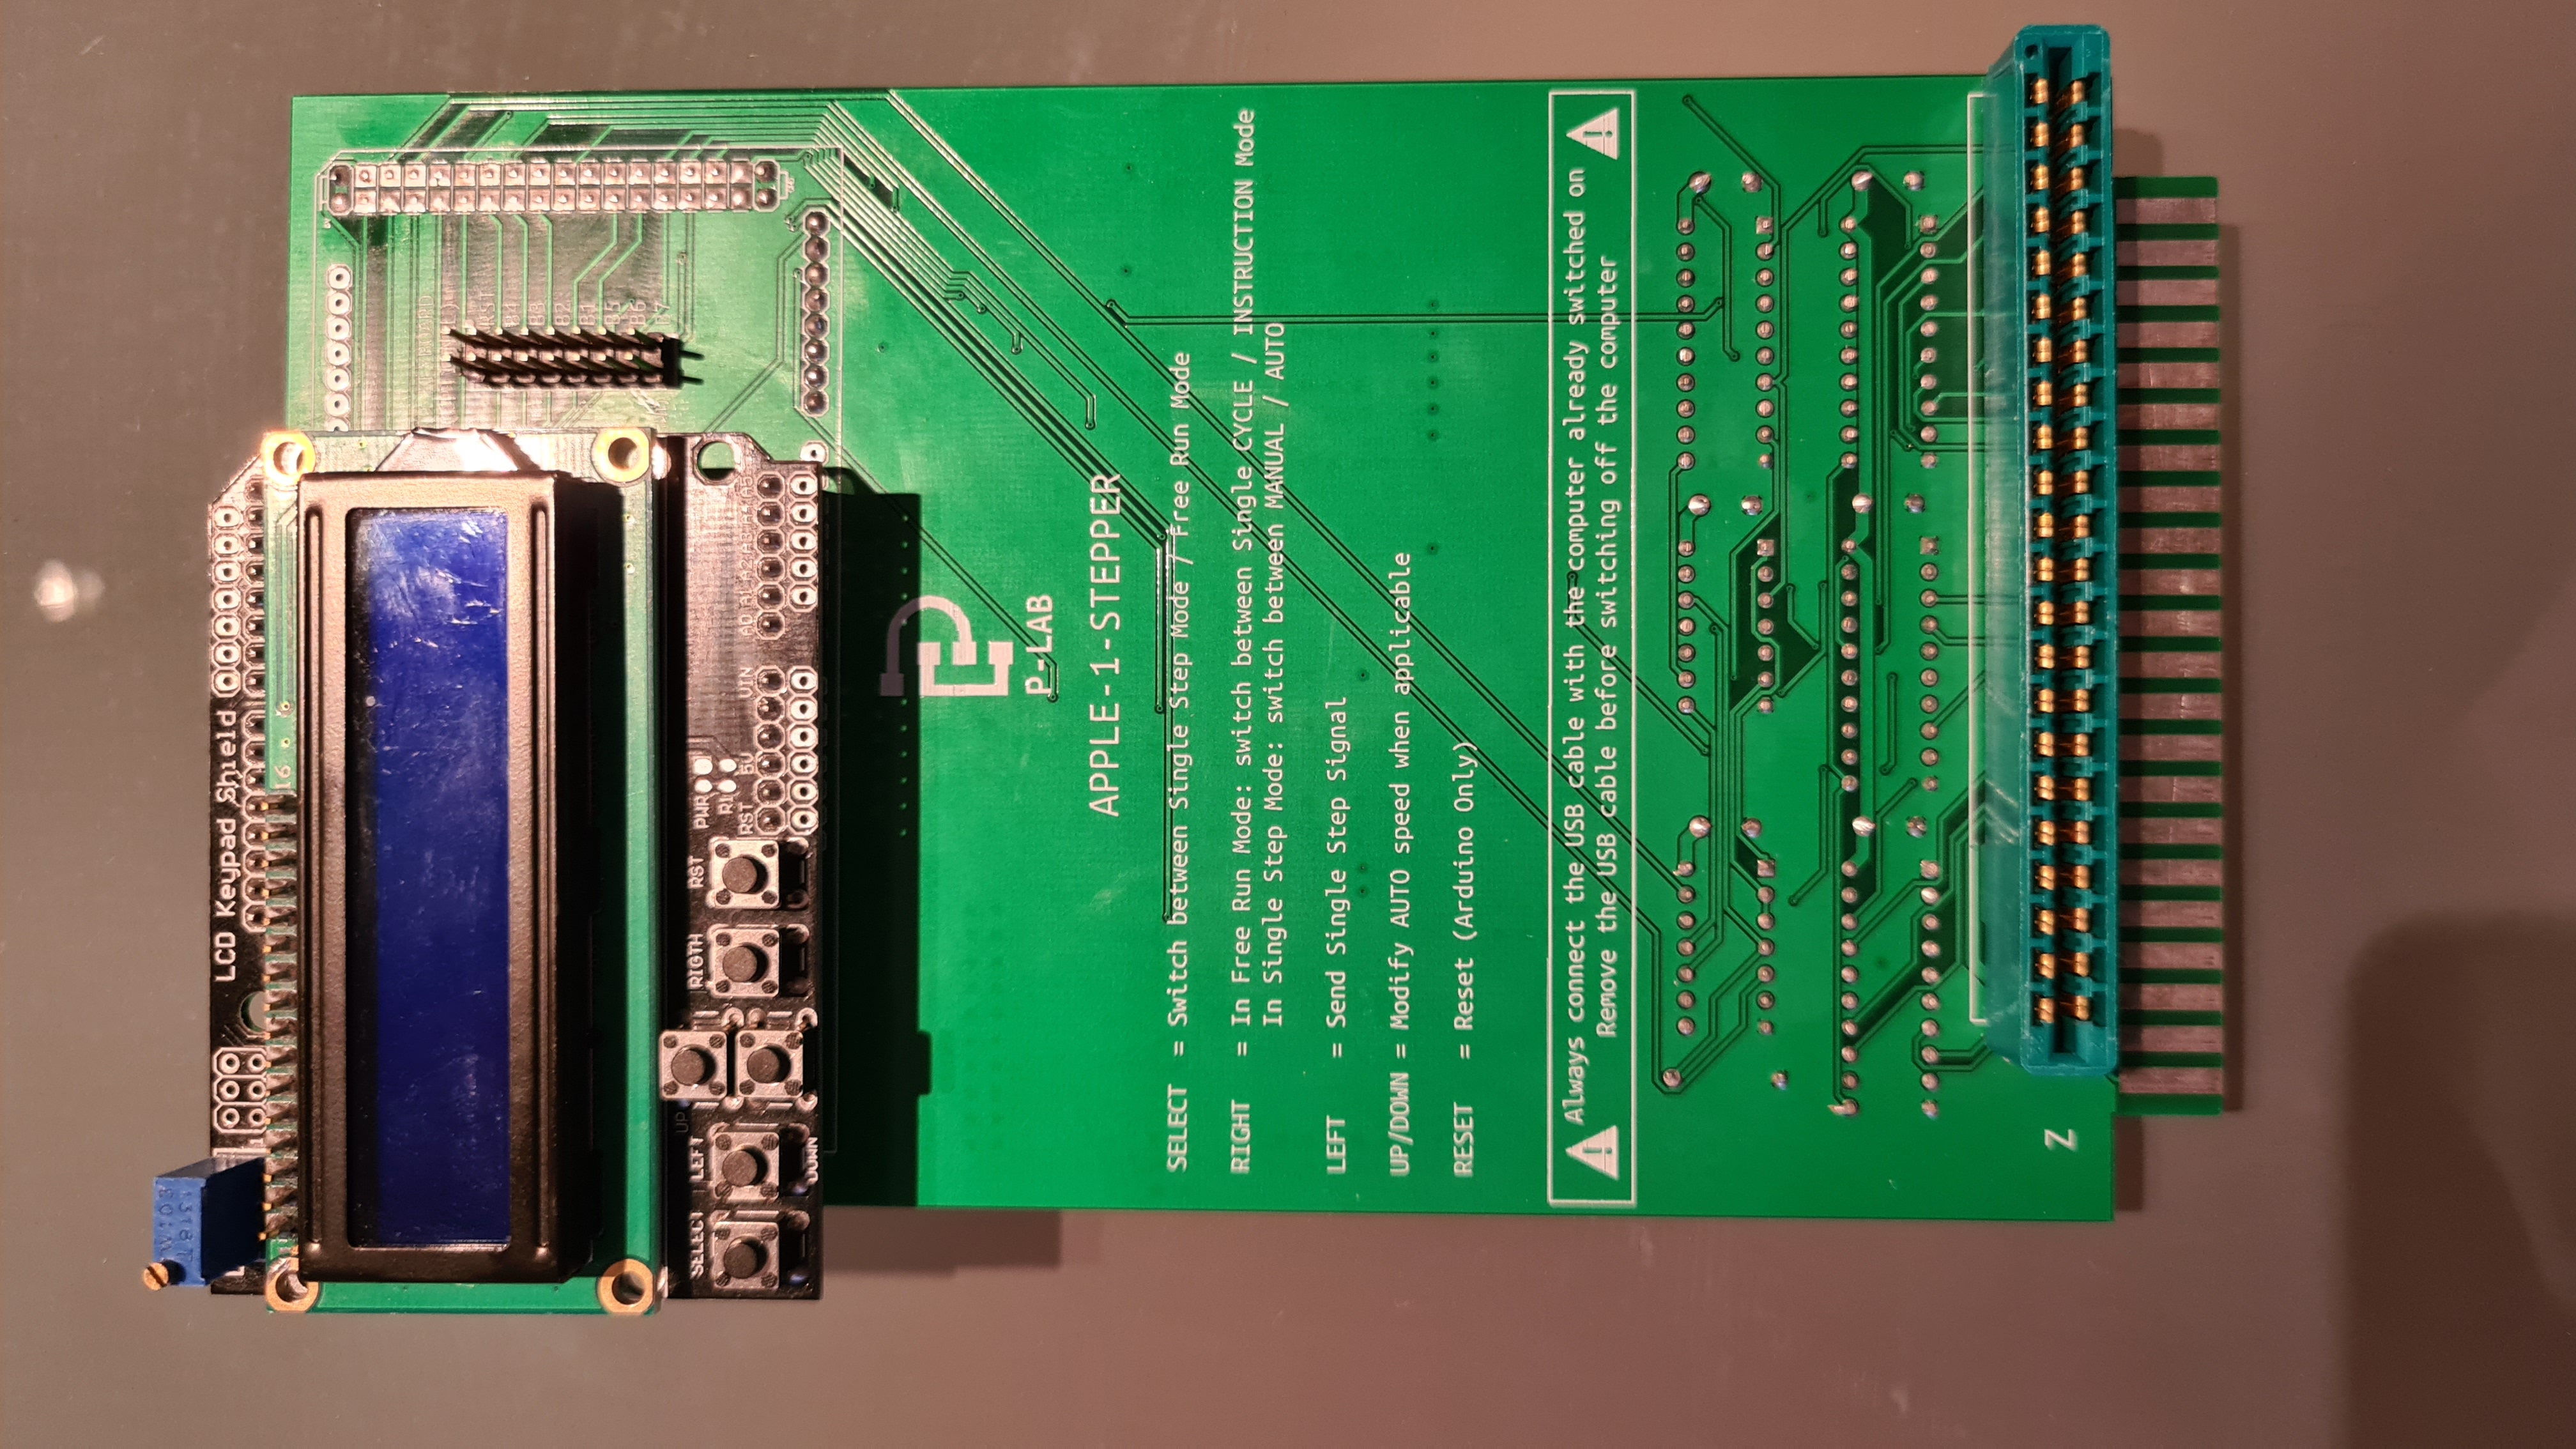 LCD Keypad Shield
16
UP
SELECT LEFT RIGTH RST
DOWN
PWR
RST 5V VIN A0 A1 A2 A3 A4 A5
KEYBOARD
RST
B4
B3
B2
B1
B5
B6
P-LAB
APPLE-1-STEPPER
SELECT = Switch between Single Step Mode / Free Run Mode
RIGHT = In Free Run Mode: switch between Single CYCLE / INSTRUCTION Mode
In Single Step Mode: switch between MANUAL / AUTO
LEFT = Send Single Step Signal
UP/DOWN = Modify AUTO speed when applicable
RESET = Reset (Arduino Only)
Always connect the USB cable with the computer already switched on
Remove the USB cable before switching off the computer
Z